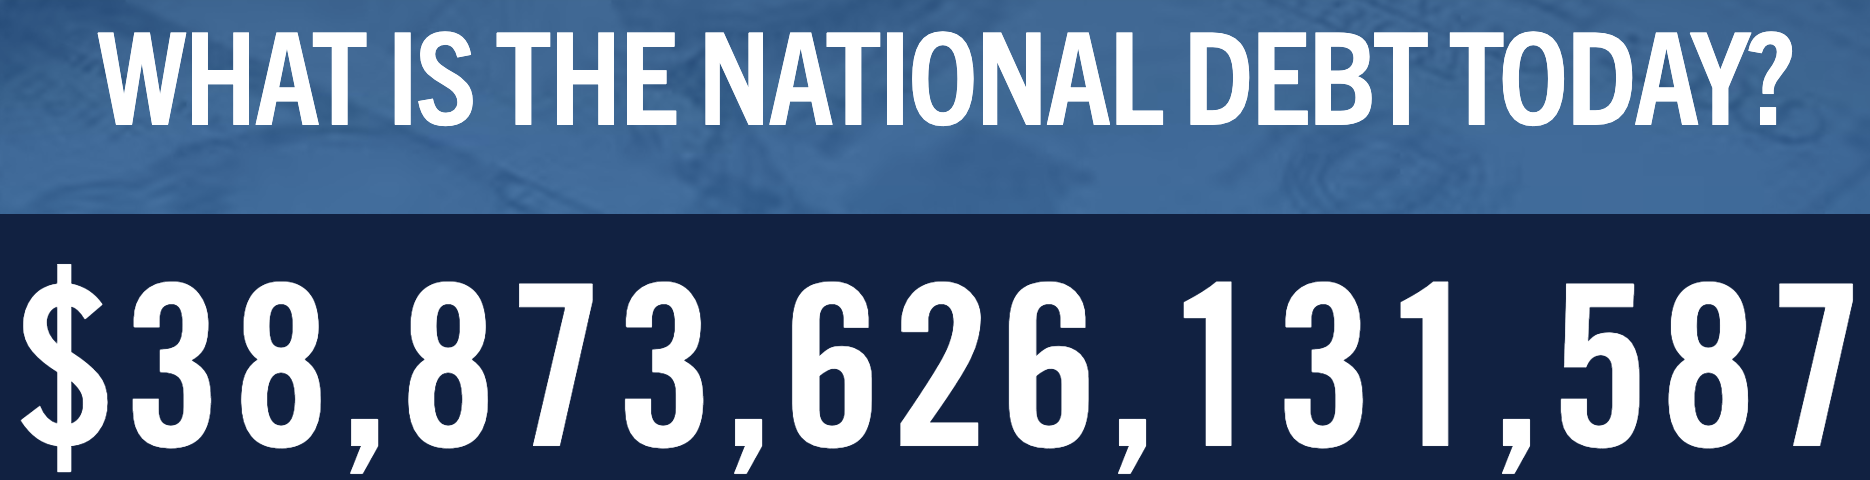 WHAT IS THE NATIONAL DEBT TODAY?
$38,873,626,131,587